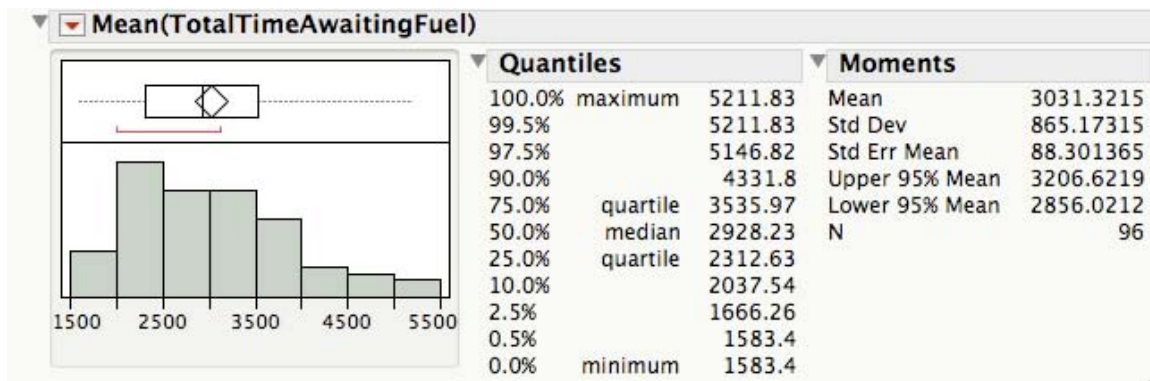 Mean(TotalTimeAwaitingFuel)
1500 2500 3500 4500 5500
Quantiles
100.0% maximum 5211.83
99.5% 5211.83
97.5% 5146.82
90.0% 4331.8
75.0% quartile 3535.97
50.0% median 2928.23
25.0% quartile 2312.63
10.0% 2037.54
2.5% 1666.26
0.5% 1583.4
0.0% minimum 1583.4
Moments
Mean 3031.3215
Std Dev 865.17315
Std Err Mean 88.301365
Upper 95% Mean 3206.6219
Lower 95% Mean 2856.0212
N 96